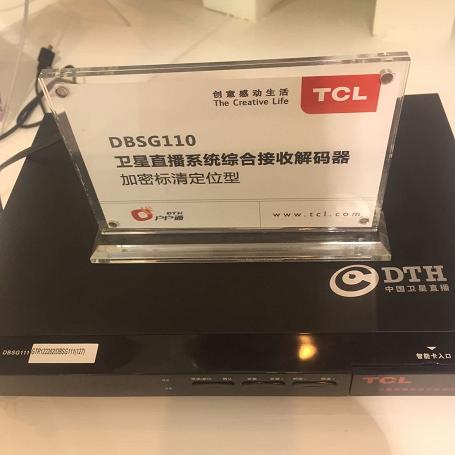 创意感动生活
The Creative Life
TCL
DBSG110
卫星直播系统综合接收解码器
加密标清定位型
DTH
户户通
www.tcl.com
DTH
中国卫星直播
DBSG111
智能卡入口
TCL